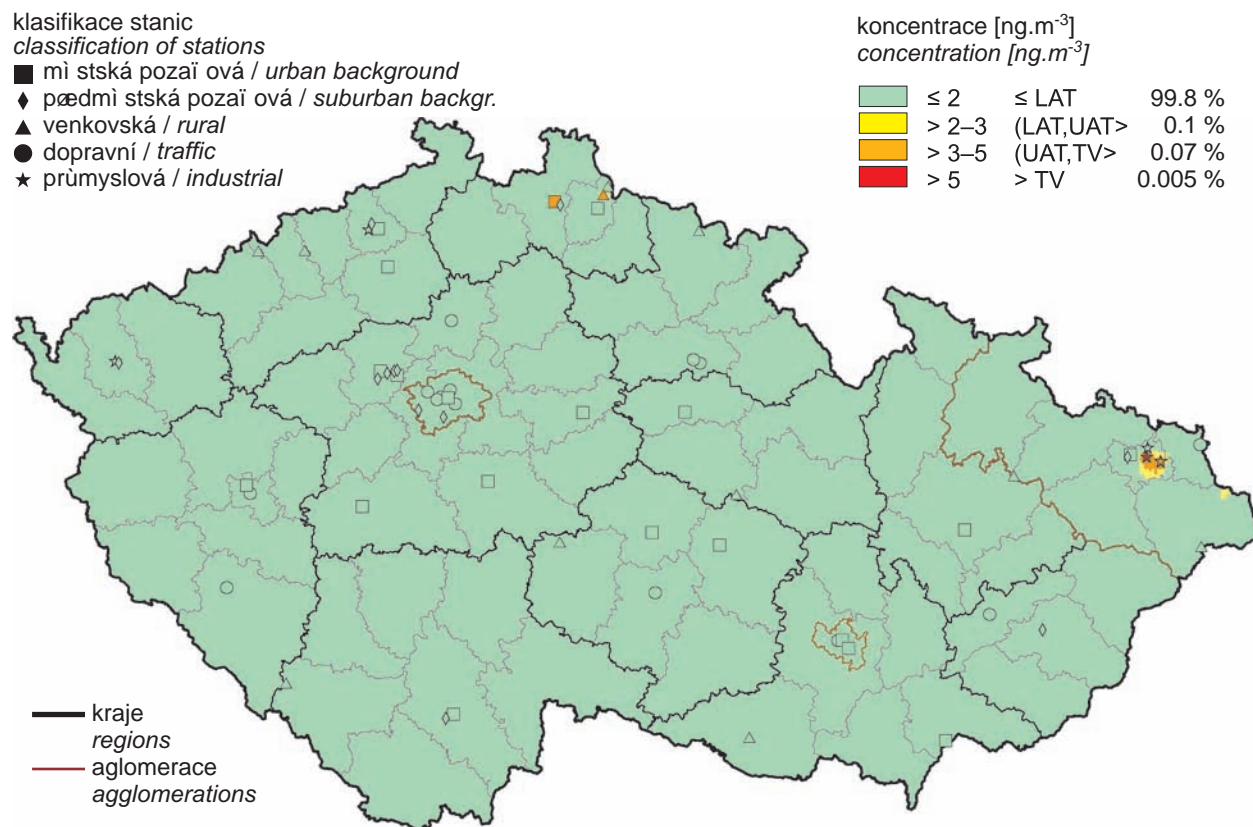 klasifikace stanic
classification of stations
mì stská pozaï ová / urban background
pœdmì stská pozaï ová / suburban backgr.
venkovská / rural
dopravní / traffic
prùmyslová / industrial
koncentrace [ng.m-3]
concentration [ng.m-3]
≤ 2 ≤ LAT 99.8 %
> 2–3 (LAT,UAT> 0.1 %
> 3–5 (UAT,TV> 0.07 %
> 5 > TV 0.005 %
kraje
regions
aglomerace
agglomerations